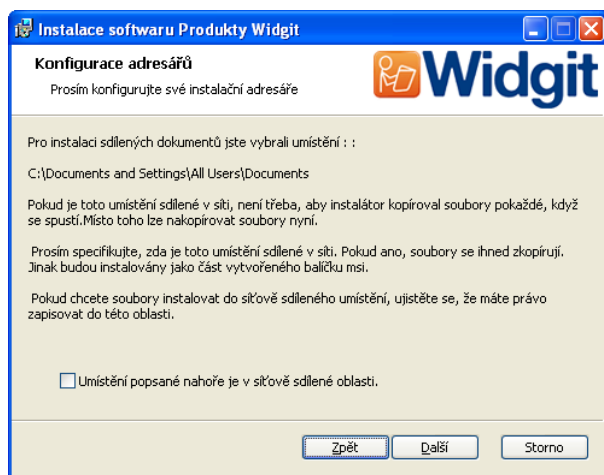 Instalace softwaru Produkty Widgit
Konfigurace adresářů
Prosím konfigurujte své instalační adresáře
Widgit
Pro instalaci sdílených dokumentů jste vybrali umístění : :
C:\Documents and Settings\All Users\Documents
Pokud je toto umístění sdílené v síti, není třeba, aby instalátor kopíroval soubory pokaždé, když
se spustí.Místo toho lze nakopírovat soubory nyní.
Prosím specifikujte, zda je toto umístění sdílené v síti. Pokud ano, soubory se ihned zkopírují.
Jinak budou instalovány jako část vytvořeného balíčku msi.
Pokud chcete soubory instalovat do síťově sdíleného umístění, ujistěte se, že máte právo
zapisovat do této oblasti.
Umístění popsané nahoře je v síťově sdílené oblasti.
Zpět
Další
Storno